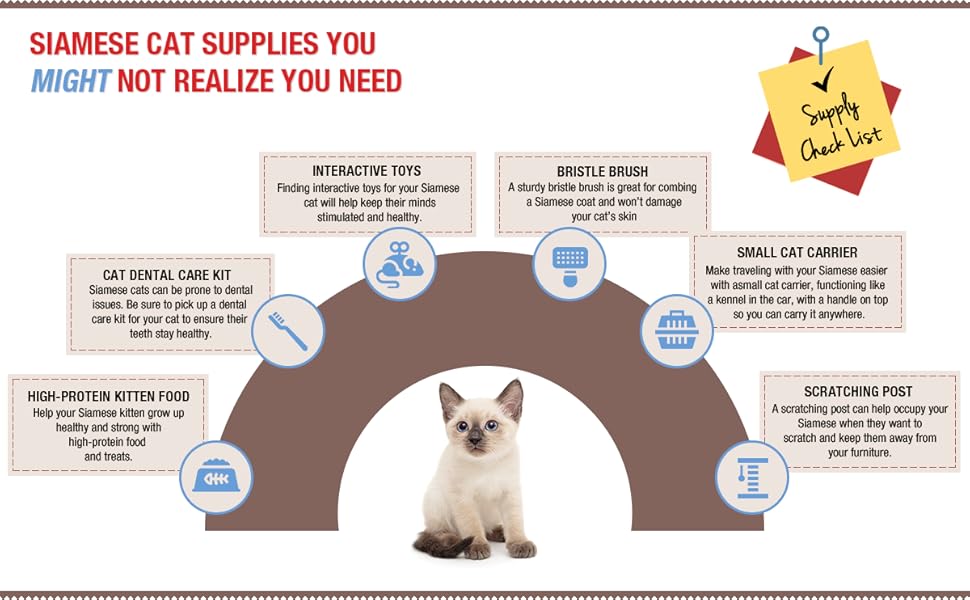 SIAMESE CAT SUPPLIES YOU
MIGHT NOT REALIZE YOU NEED
Supply
Check List
INTERACTIVE TOYS
Finding interactive toys for your Siamese
cat will help keep their minds
stimulated and healthy.
BRISTLE BRUSH
A sturdy bristle brush is great for combing
a Siamese coat and won't damage
your cat's skin
CAT DENTAL CARE KIT
Siamese cats can be prone to dental
issues. Be sure to pick up a dental
care kit for your cat to ensure their
teeth stay healthy.
SMALL CAT CARRIER
Make traveling with your Siamese easier
with asmall cat carrier, functioning like
a kennel in the car, with a handle on top
so you can carry it anywhere.
HIGH-PROTEIN KITTEN FOOD
Help your Siamese kitten grow up
healthy and strong with
high-protein food
and treats.
SCRATCHING POST
A scratching post can help occupy your
Siamese when they want to
scratch and keep them away from
your furniture.